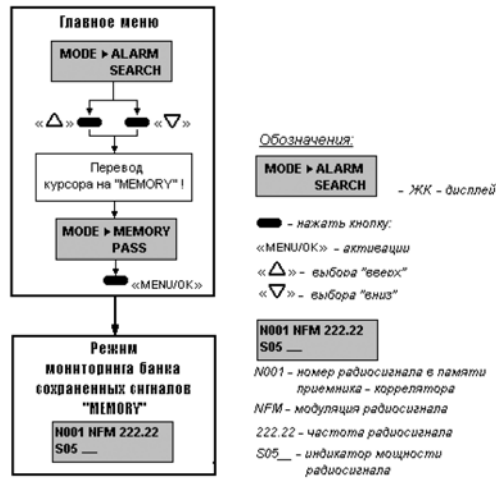 Главное меню
MODE ▸ ALARM
SEARCH
«△» «▽»
Перевод
курсора на "MEMORY" !
MODE ▸ MEMORY
PASS
«MENU/OK»
Режим
мониторинга банка
сохраненных сигналов
"MEMORY"
N001 NFM 222.22
S05 __
Обозначения:
MODE ▸ ALARM
SEARCH
- ЖК - дисплей
- нажать кнопку:
«MENU/OK» - активации
«△» - выбора "вверх"
«▽» - выбора "вниз"
N001 NFM 222.22
S05 __
N001 - номер радиосигнала в памяти
приемника - коррелятора
NFM - модуляция радиосигнала
222.22 - частота радиосигнала
S05__ - индикатор мощности
радиосигнала